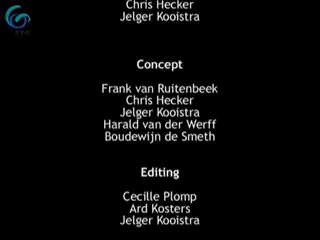 Chris Hecker
Jelger Kooistra
Concept
Frank van Ruitenbeek
Chris Hecker
Jelger Kooistra
Harald van der Werff
Boudewijn de Smeth
Editing
Cecille Plomp
Ard Kosters
Jelger Kooistra